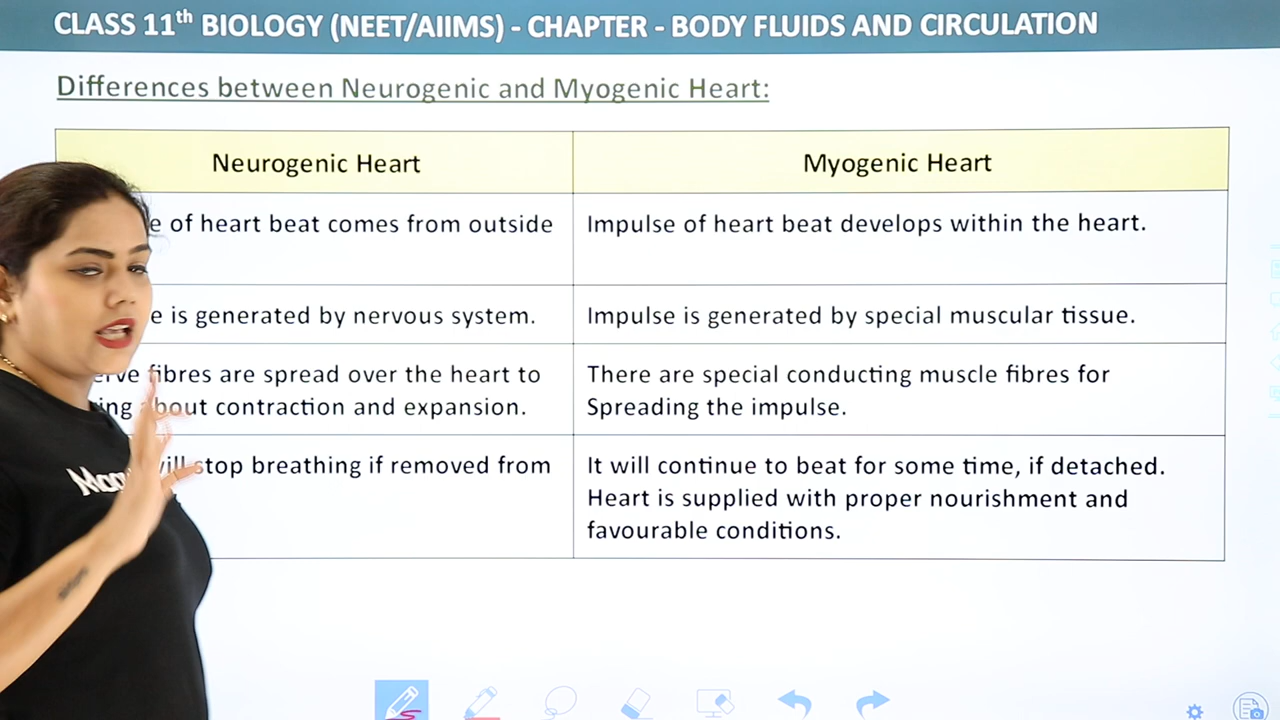 CLASS 11th BIOLOGY (NEET/AIIMS) - CHAPTER - BODY FLUIDS AND CIRCULATION
Differences between Neurogenic and Myogenic Heart:
Neurogenic Heart
Myogenic Heart
of heart beat comes from outside
Impulse of heart beat develops within the heart.
is generated by nervous system.
Impulse is generated by special muscular tissue.
fibres are spread over the heart to
about contraction and expansion.
There are special conducting muscle fibres for
Spreading the impulse.
will stop breathing if removed from
It will continue to beat for some time, if detached.
Heart is supplied with proper nourishment and
favourable conditions.